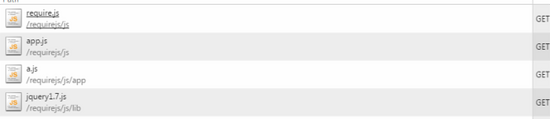 require.js
/requirejs/js
GET
app.js
/requirejs/js
GET
a.js
/requirejs/js/app
GET
jquery1.7.js
/requirejs/js/lib
GET